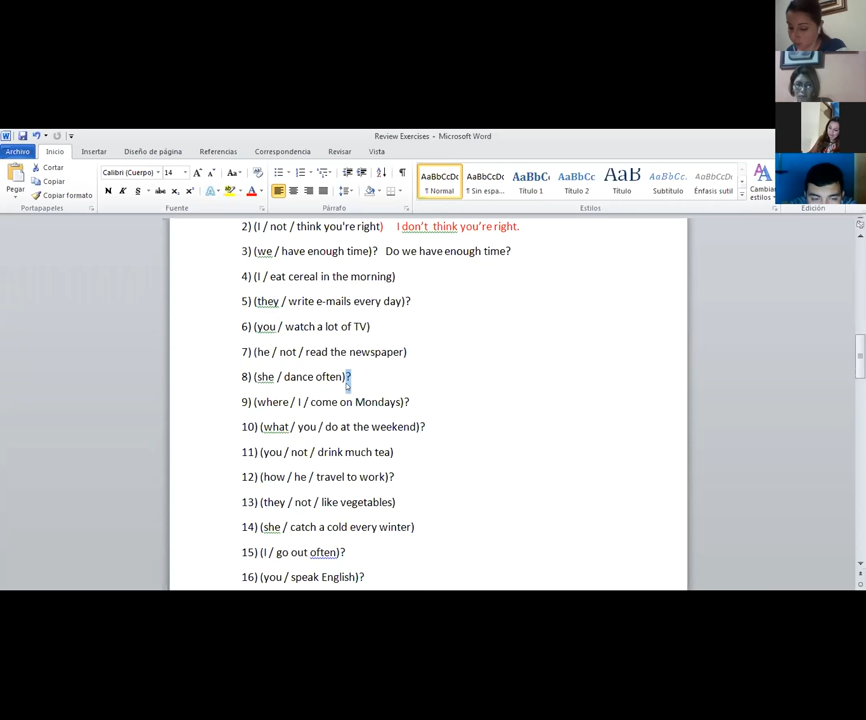 Review Exercises - Microsoft Word
Archivo Inicio Insertar Diseño de página Referencias Correspondencia Revisar Vista
Cortar
Copiar
Copiar formato
Pegar
Portapapeles
Calibri (Cuerpo) 14
Fuente
Párrafo
AaBbCcDc AaBbCcDc AaBbC AaBbCc AaB AaBbCcI AaBbCcDc
¶ Normal ¶ Sin espa... Título 1 Título 2 Título Subtítulo Énfasis sutil
Cambiar estilos
Estilos
Edición
2) (I / not / think you're right) I don’t think you’re right.
3) (we / have enough time)? Do we have enough time?
4) (I / eat cereal in the morning)
5) (they / write e-mails every day)?
6) (you / watch a lot of TV)
7) (he / not / read the newspaper)
8) (she / dance often)?
9) (where / I / come on Mondays)?
10) (what / you / do at the weekend)?
11) (you / not / drink much tea)
12) (how / he / travel to work)?
13) (they / not / like vegetables)
14) (she / catch a cold every winter)
15) (I / go out often)?
16) (you / speak English)?